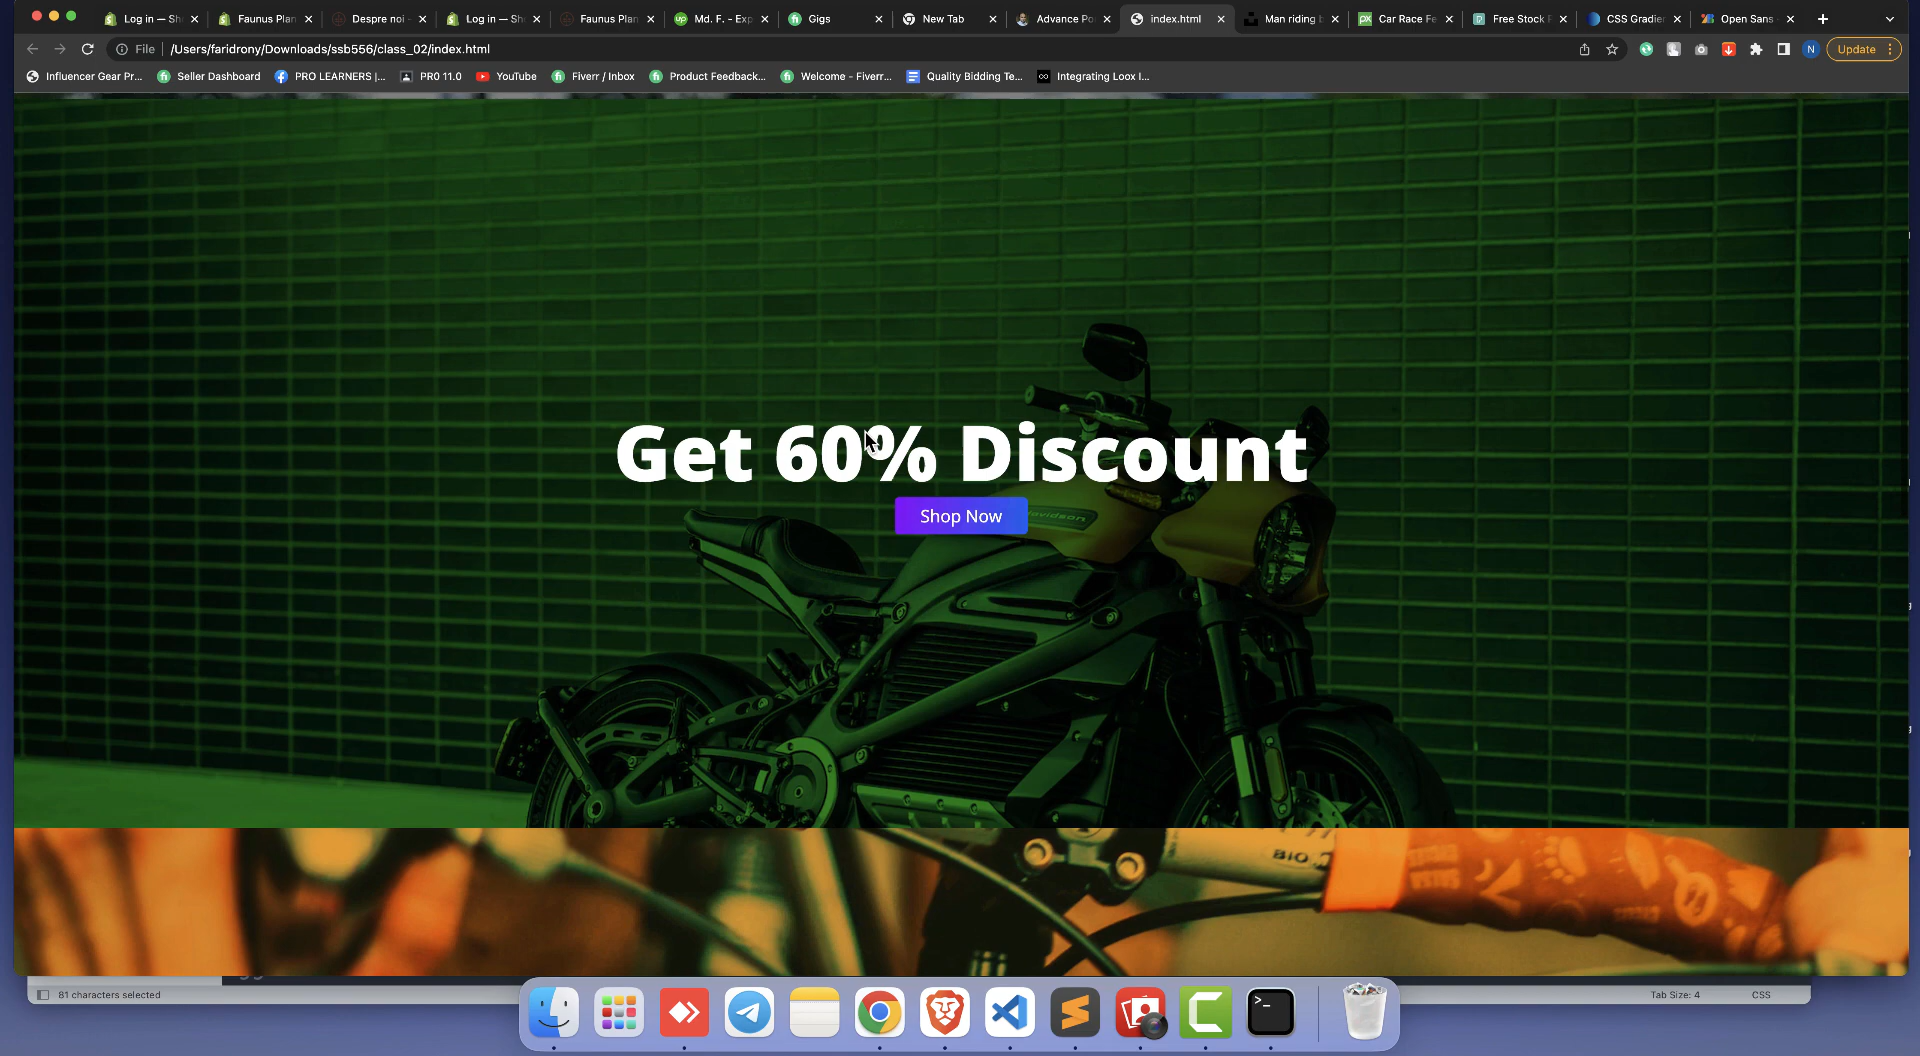 Log in — Sh
Faunus Plan
Despre noi -
Log in — Sh
Faunus Plan
Md. F. - Exp
Gigs
New Tab
Advance Po
index.html
Man riding b
Car Race Fe
Free Stock P
CSS Gradier
Open Sans -
File
/Users/faridrony/Downloads/ssb556/class_02/index.html
N
Update
Influencer Gear Pr...
Seller Dashboard
PRO LEARNERS |...
PRO 11.0
YouTube
Fiverr / Inbox
Product Feedback...
Welcome - Fiverr...
Quality Bidding Te...
Integrating Loox I...
Get 60% Discount
Shop Now
davidson
BIO
81 characters selected
Tab Size: 4
CSS